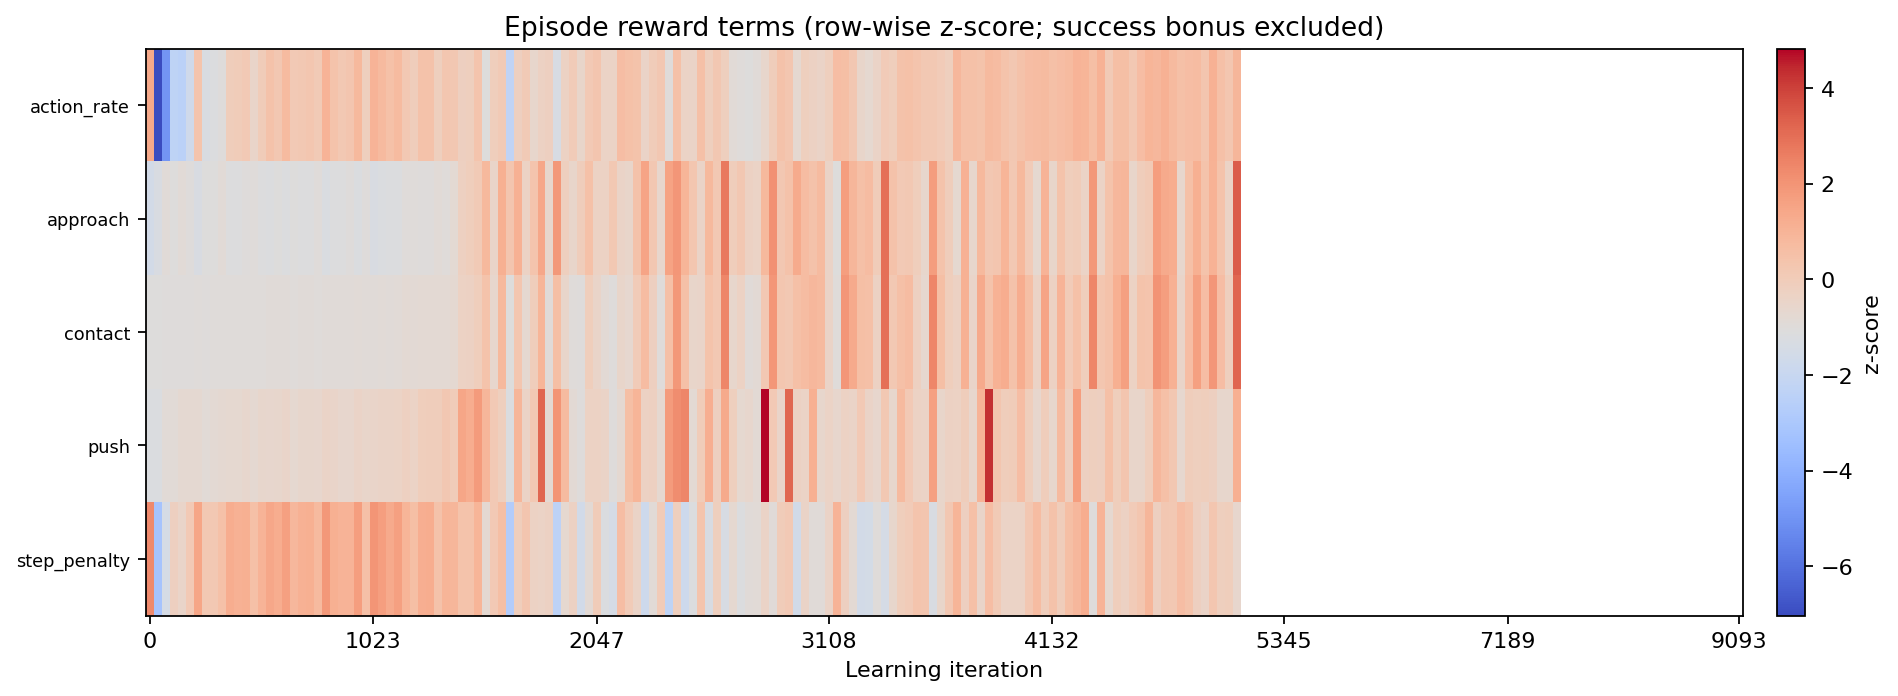 Episode reward terms (row-wise z-score; success bonus excluded)
action_rate
approach
contact
push
step_penalty
0 1023 2047 3108 4132 5345 7189 9093
Learning iteration
4
2
0
−2
−4
−6
z-score